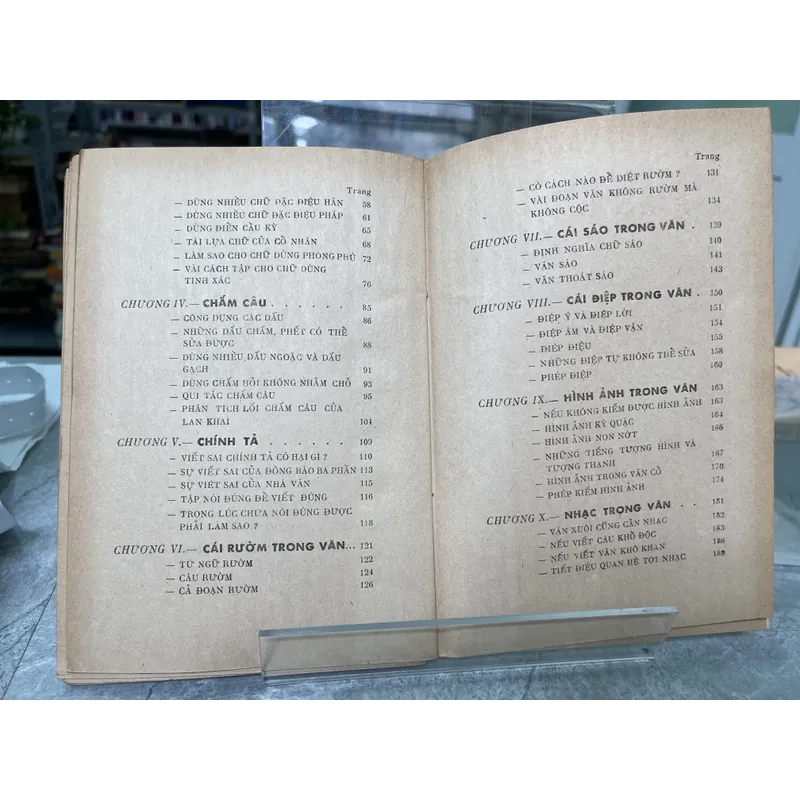 Trang
— DÙNG NHIỀU CHỮ ĐẶC ĐIỆU HÁN 58
— DÙNG NHIỀU CHỮ ĐẶC ĐIỆU PHÁP 61
— DÙNG ĐIỂN CẦU KỲ 65
— TÀI LỰA CHỮ CỦA CỔ NHÂN 68
— LÀM SAO CHO CHỮ DÙNG PHONG PHÚ 72
— VÀI CÁCH TẬP CHO CHỮ DÙNG
TINH XÁC 76
CHƯƠNG IV.— CHẤM CÂU . . . . . . 85
— CÔNG DỤNG CÁC DẤU 86
— NHỮNG DẤU CHẤM, PHẾT CÓ THỂ
SỬA ĐƯỢC 88
— DÙNG NHIỀU DẤU NGOẶC VÀ DẤU
GẠCH 91
— DÙNG CHẤM HỎI KHÔNG NHẰM CHỖ 93
— QUI TẮC CHẤM CÂU 95
— PHÂN TÍCH LỐI CHẤM CÂU CỦA
LAN KHAI 104
CHƯƠNG V.— CHÍNH TẢ . . . . . . 109
— VIẾT SAI CHÍNH TẢ CÓ HẠI GÌ ? 110
— SỰ VIẾT SAI CỦA ĐỒNG BÀO BA PHẦN 113
— SỰ VIẾT SAI CỦA NHÀ VĂN 115
— TẬP NÓI ĐÚNG ĐỂ VIẾT ĐÚNG 116
— TRONG LÚC CHƯA NÓI ĐÚNG ĐƯỢC
PHẢI LÀM SAO ? 118
CHƯƠNG VI.— CÁI RƯỜM TRONG VĂN... 121
— TỪ NGỮ RƯỜM 122
— CÂU RƯỜM 124
— CẢ ĐOẠN RƯỜM 126
Trang
— CÓ CÁCH NÀO ĐỂ DIỆT RƯỜM ? 131
— VÀI ĐOẠN VĂN KHÔNG RƯỜM MÀ
KHÔNG CỘC 134
CHƯƠNG VII.— CÁI SÁO TRONG VĂN . 139
— ĐỊNH NGHĨA CHỮ SÁO 140
— VĂN SÁO 141
— VĂN THOÁT SÁO 143
CHƯƠNG VIII.— CÁI ĐIỆP TRONG VĂN . 150
— ĐIỆP Ý VÀ ĐIỆP LỜI 151
— ĐIỆP ÂM VÀ ĐIỆP VẬN 154
— ĐIỆP ĐIỆU 155
— NHỮNG ĐIỆP TỰ KHÔNG THỂ SỬA 158
— PHÉP ĐIỆP 160
CHƯƠNG IX.— HÌNH ẢNH TRONG VĂN 163
— NẾU KHÔNG KIẾM ĐƯỢC HÌNH ẢNH 163
— HÌNH ẢNH KỲ QUẶC 164
— HÌNH ẢNH NON NỚT 166
— NHỮNG TIẾNG TƯỢNG HÌNH VÀ
TƯỢNG THANH 167
— HÌNH ẢNH TRONG VĂN CỔ 170
— PHÉP KIẾM HÌNH ẢNH 174
CHƯƠNG X.— NHẠC TRONG VĂN . . 181
— VĂN XUÔI CŨNG CẦN NHẠC 182
— NẾU VIẾT CÂU KHỔ ĐỘC 183
— NẾU VIẾT VĂN KHÔ KHAN 186
— TIẾT ĐIỆU QUAN HỆ TỚI NHẠC 189